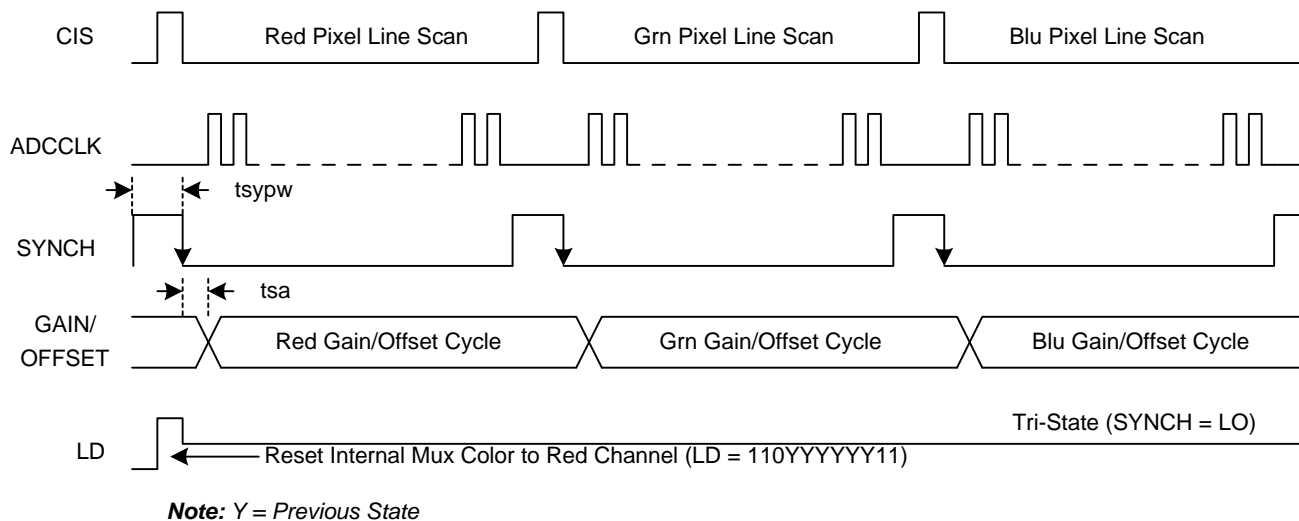 CIS
Red Pixel Line Scan
Grn Pixel Line Scan
Blu Pixel Line Scan
ADCCLK
tsypw
SYNCH
tsa
GAIN/
OFFSET
Red Gain/Offset Cycle
Grn Gain/Offset Cycle
Blu Gain/Offset Cycle
Tri-State (SYNCH = LO)
LD
Reset Internal Mux Color to Red Channel (LD = 110YYYYYY11)
Note: Y = Previous State